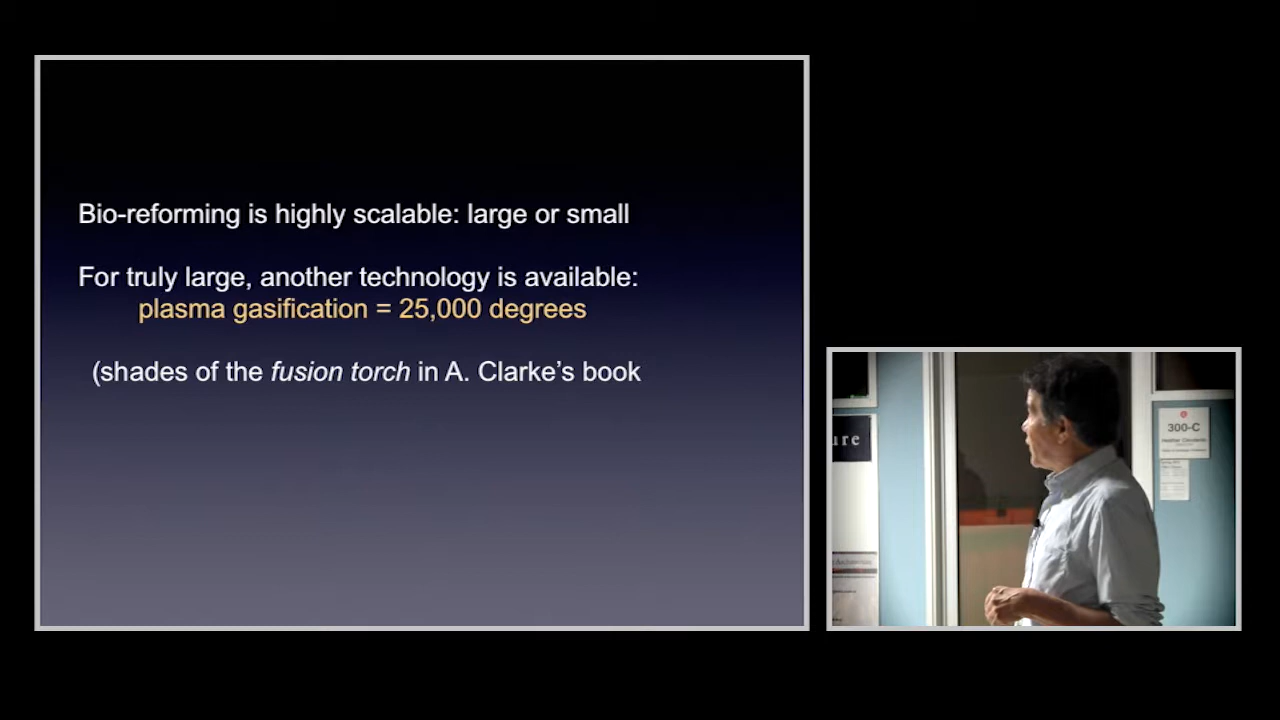 Bio-reforming is highly scalable: large or small
For truly large, another technology is available:
plasma gasification = 25,000 degrees
(shades of the fusion torch in A. Clarke's book
ure
300-C